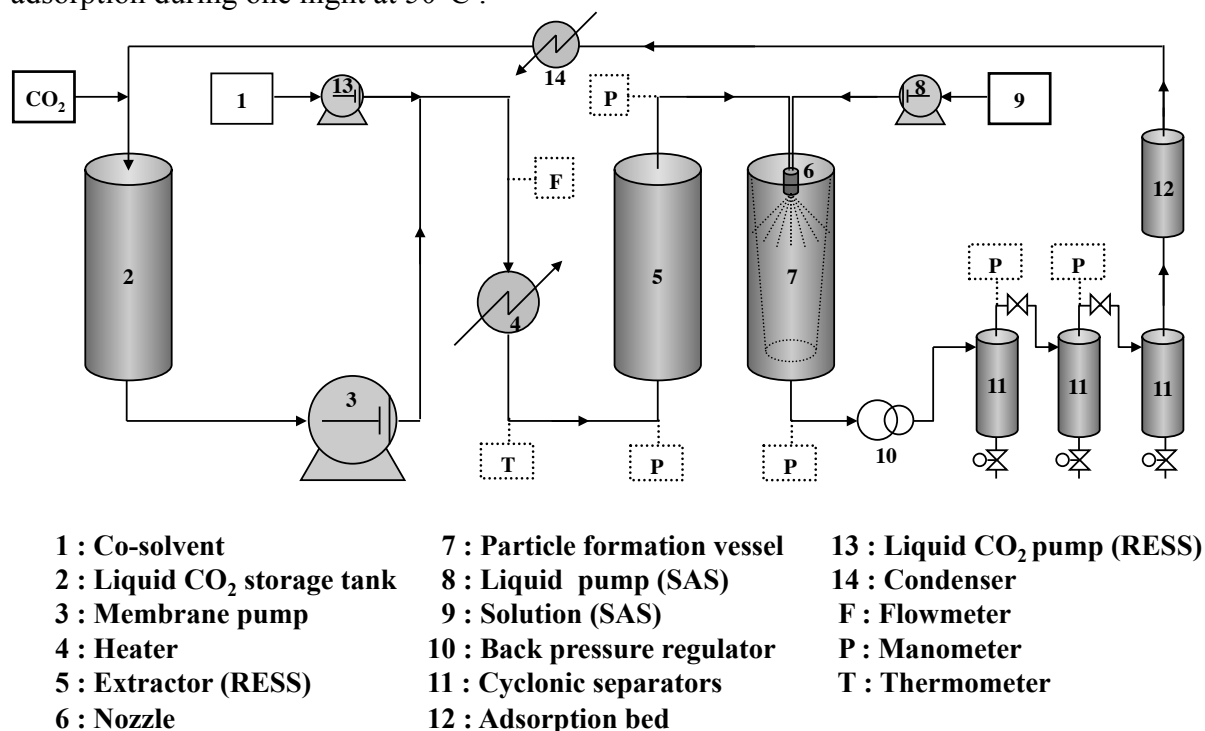 adsorption during one night at 50°C .
14
CO2
1
13
P
8
9
F
6
12
2
5
7
4
P
P
3
11
11
11
T
P
P
10
1 : Co-solvent
2 : Liquid CO2 storage tank
3 : Membrane pump
4 : Heater
5 : Extractor (RESS)
6 : Nozzle
7 : Particle formation vessel
8 : Liquid pump (SAS)
9 : Solution (SAS)
10 : Back pressure regulator
11 : Cyclonic separators
12 : Adsorption bed
13 : Liquid CO2 pump (RESS)
14 : Condenser
F : Flowmeter
P : Manometer
T : Thermometer